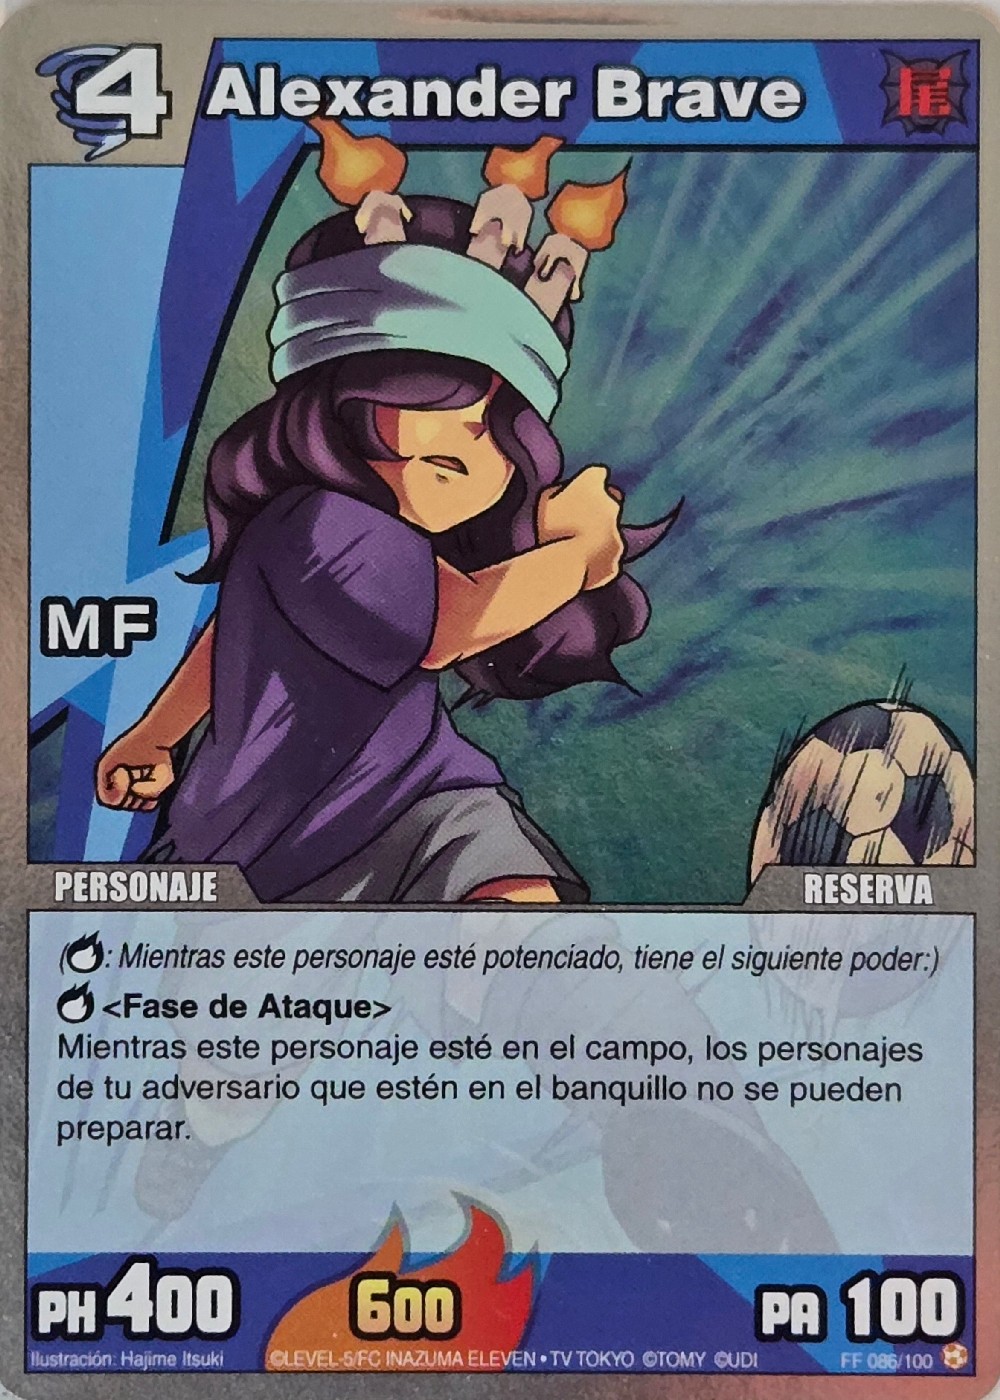 4 Alexander Brave 尾
MF
PERSONAJE RESERVA
(: Mientras este personaje esté potenciado, tiene el siguiente poder:)
<Fase de Ataque>
Mientras este personaje esté en el campo, los personajes
de tu adversario que estén en el banquillo no se pueden
preparar.
PH 400 600 PA 100
Ilustración: Hajime Itsuki ©LEVEL-5/FC INAZUMA ELEVEN • TV TOKYO ©TOMY ©UDI FF 086/100